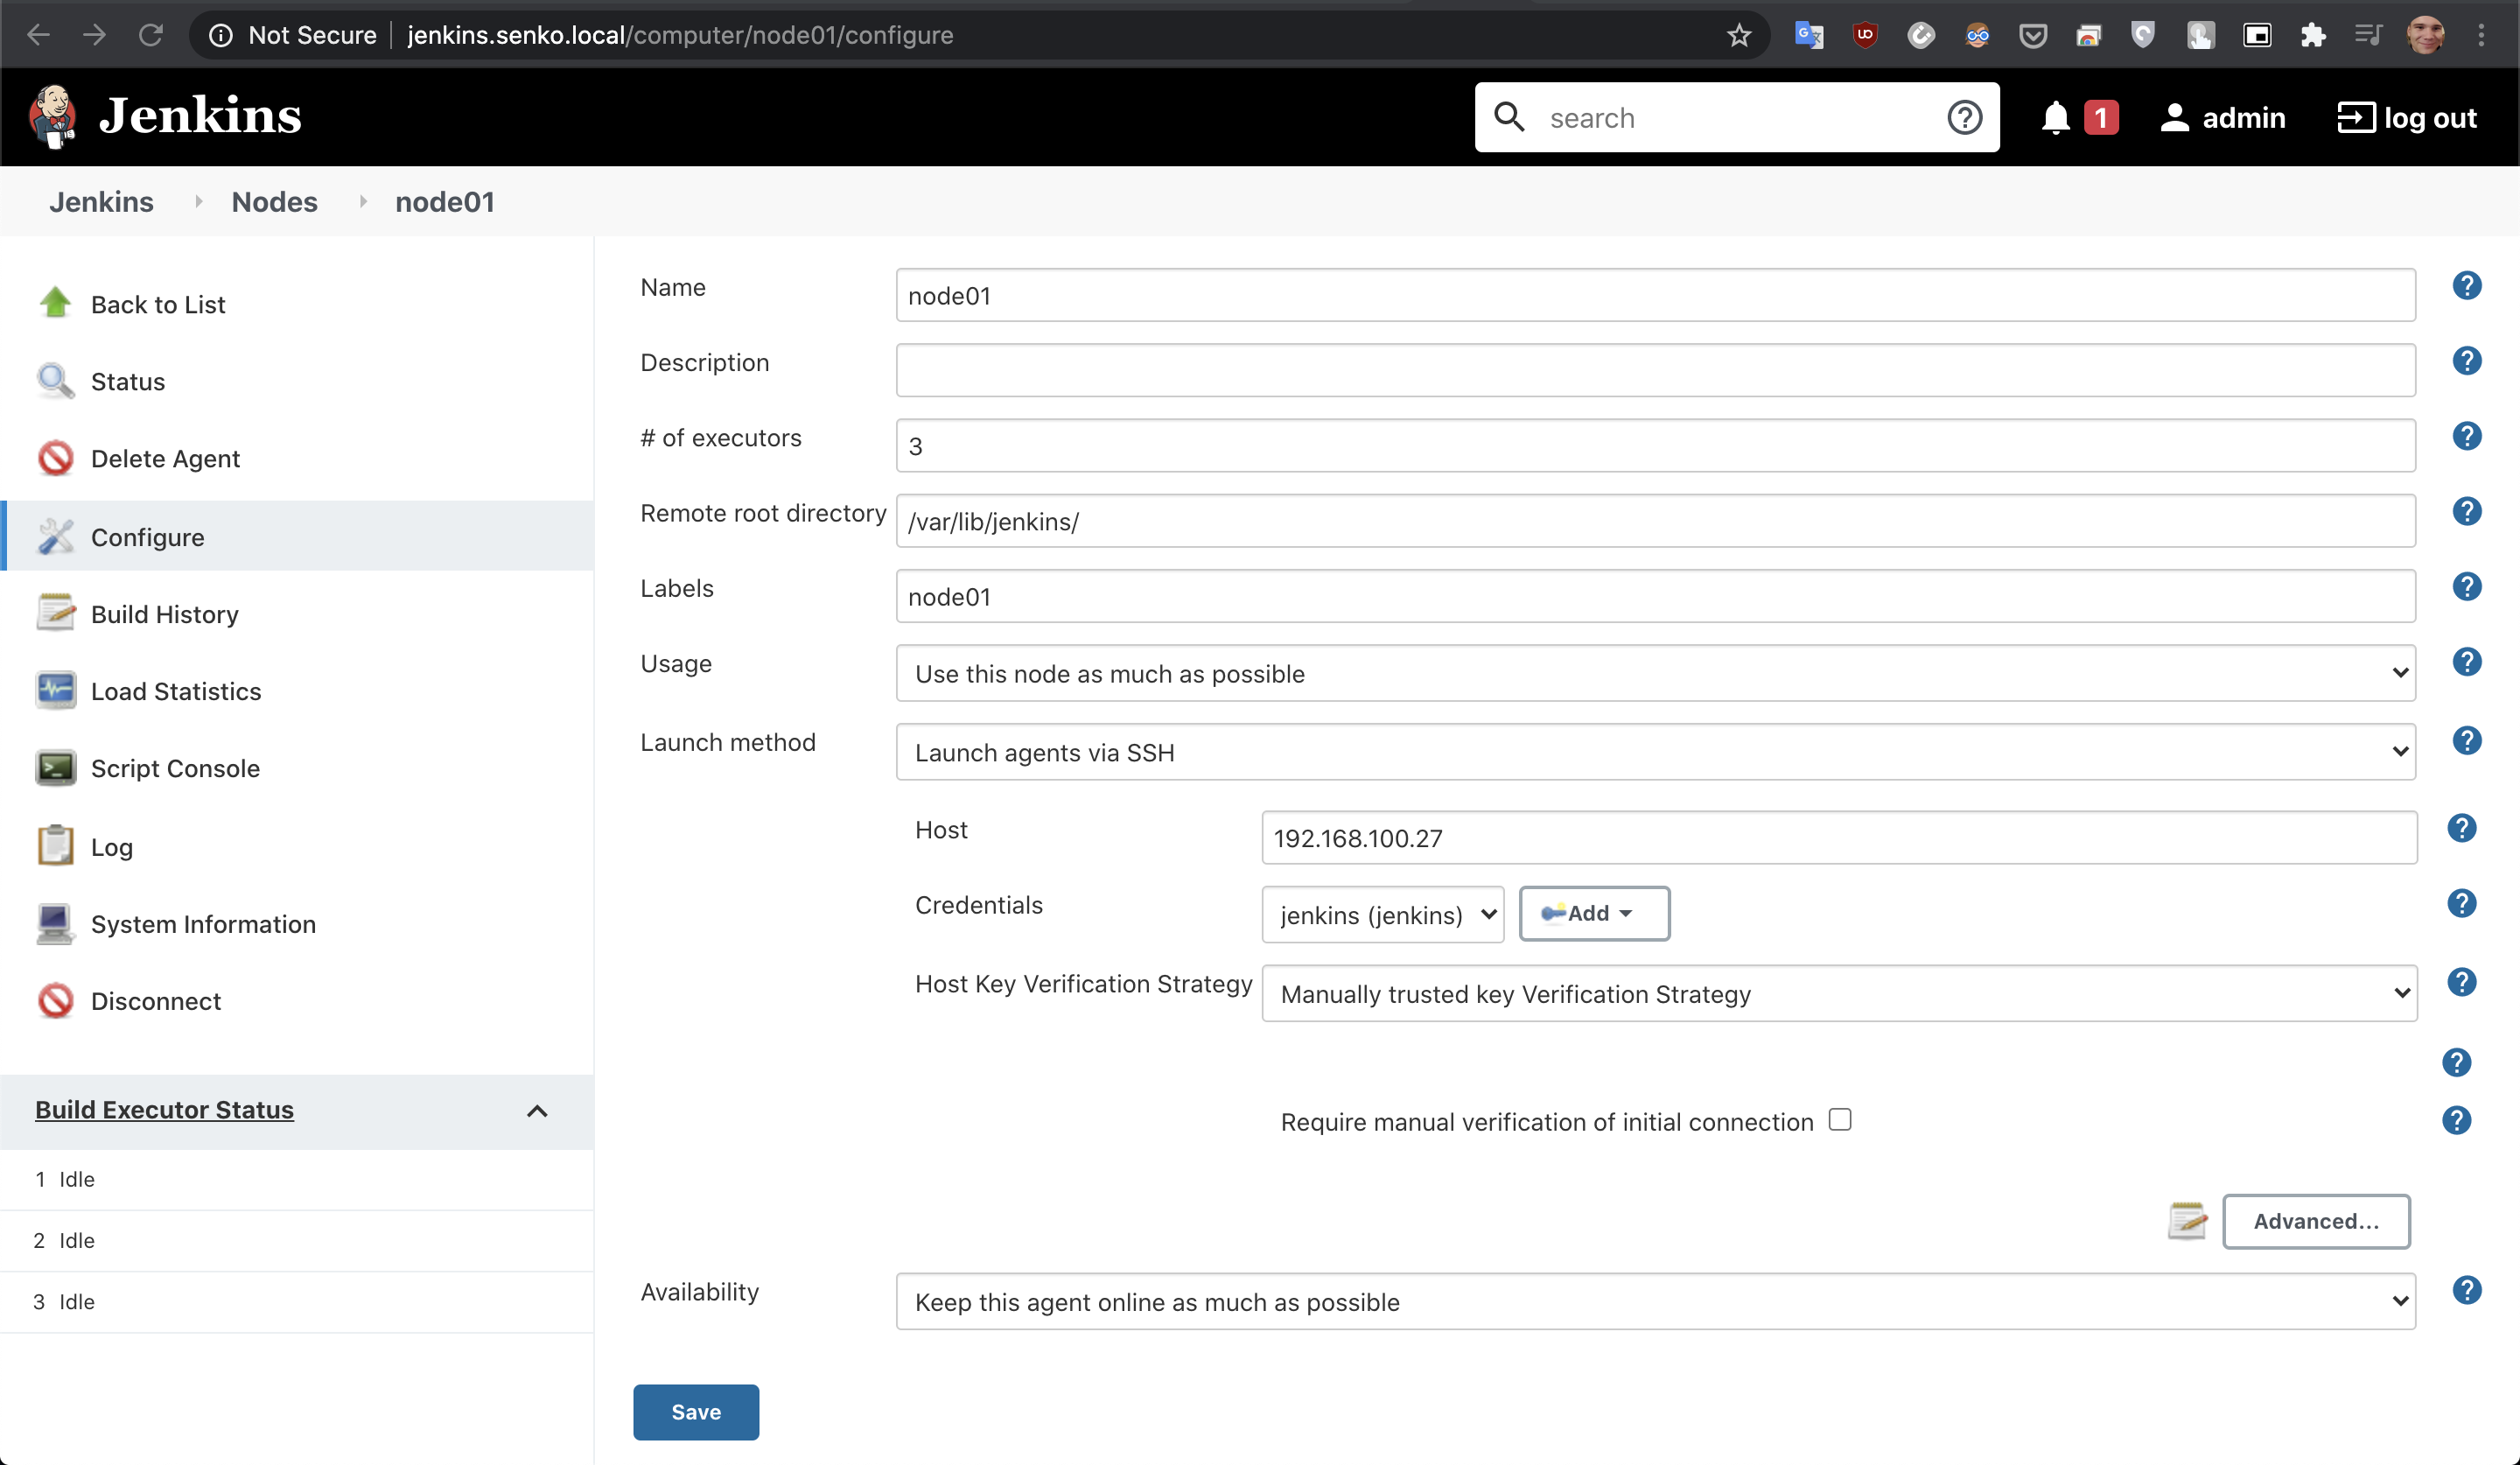 Not Secure jenkins.senko.local/computer/node01/configure
Jenkins
search
1
admin
log out
Jenkins
Nodes
node01
Back to List
Status
Delete Agent
Configure
Build History
Load Statistics
Script Console
Log
System Information
Disconnect
Build Executor Status
1 Idle
2 Idle
3 Idle
Name
node01
Description
# of executors
3
Remote root directory
/var/lib/jenkins/
Labels
node01
Usage
Use this node as much as possible
Launch method
Launch agents via SSH
Host
192.168.100.27
Credentials
jenkins (jenkins)
Add
Host Key Verification Strategy
Manually trusted key Verification Strategy
Require manual verification of initial connection
Advanced...
Availability
Keep this agent online as much as possible
Save